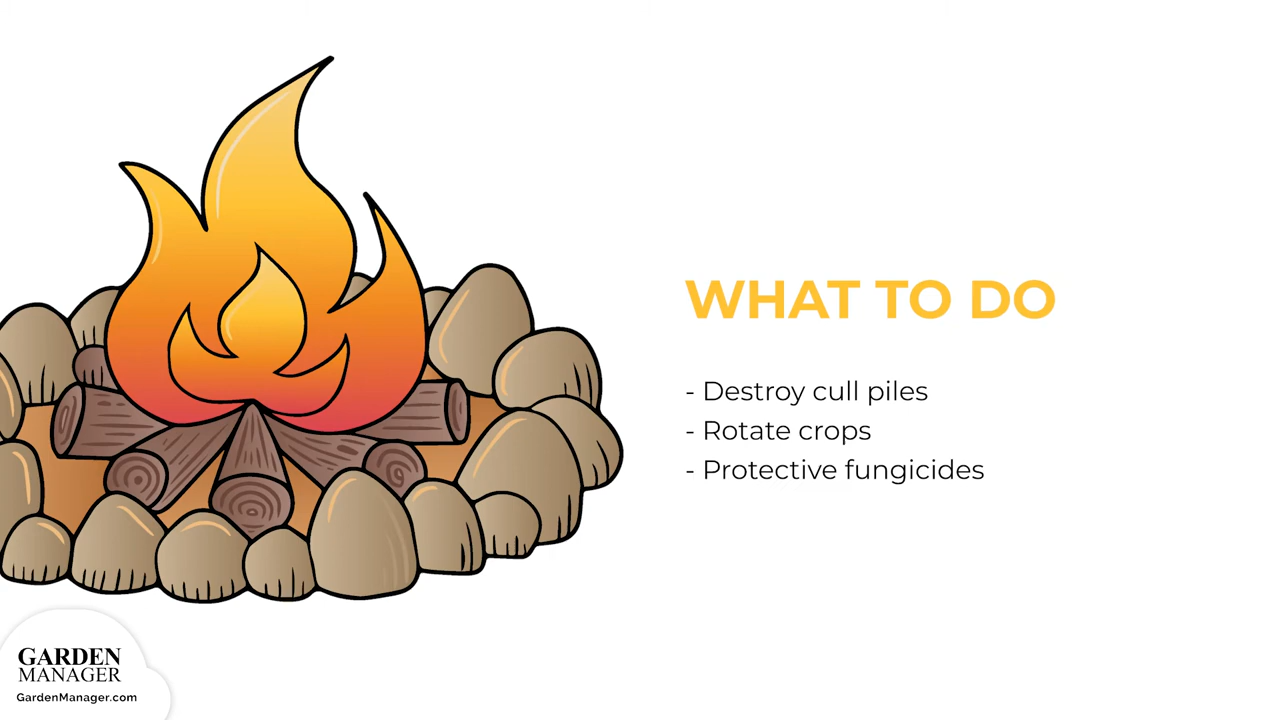 WHAT TO DO
- Destroy cull piles
- Rotate crops
- Protective fungicides
GARDEN
MANAGER
GardenManager.com